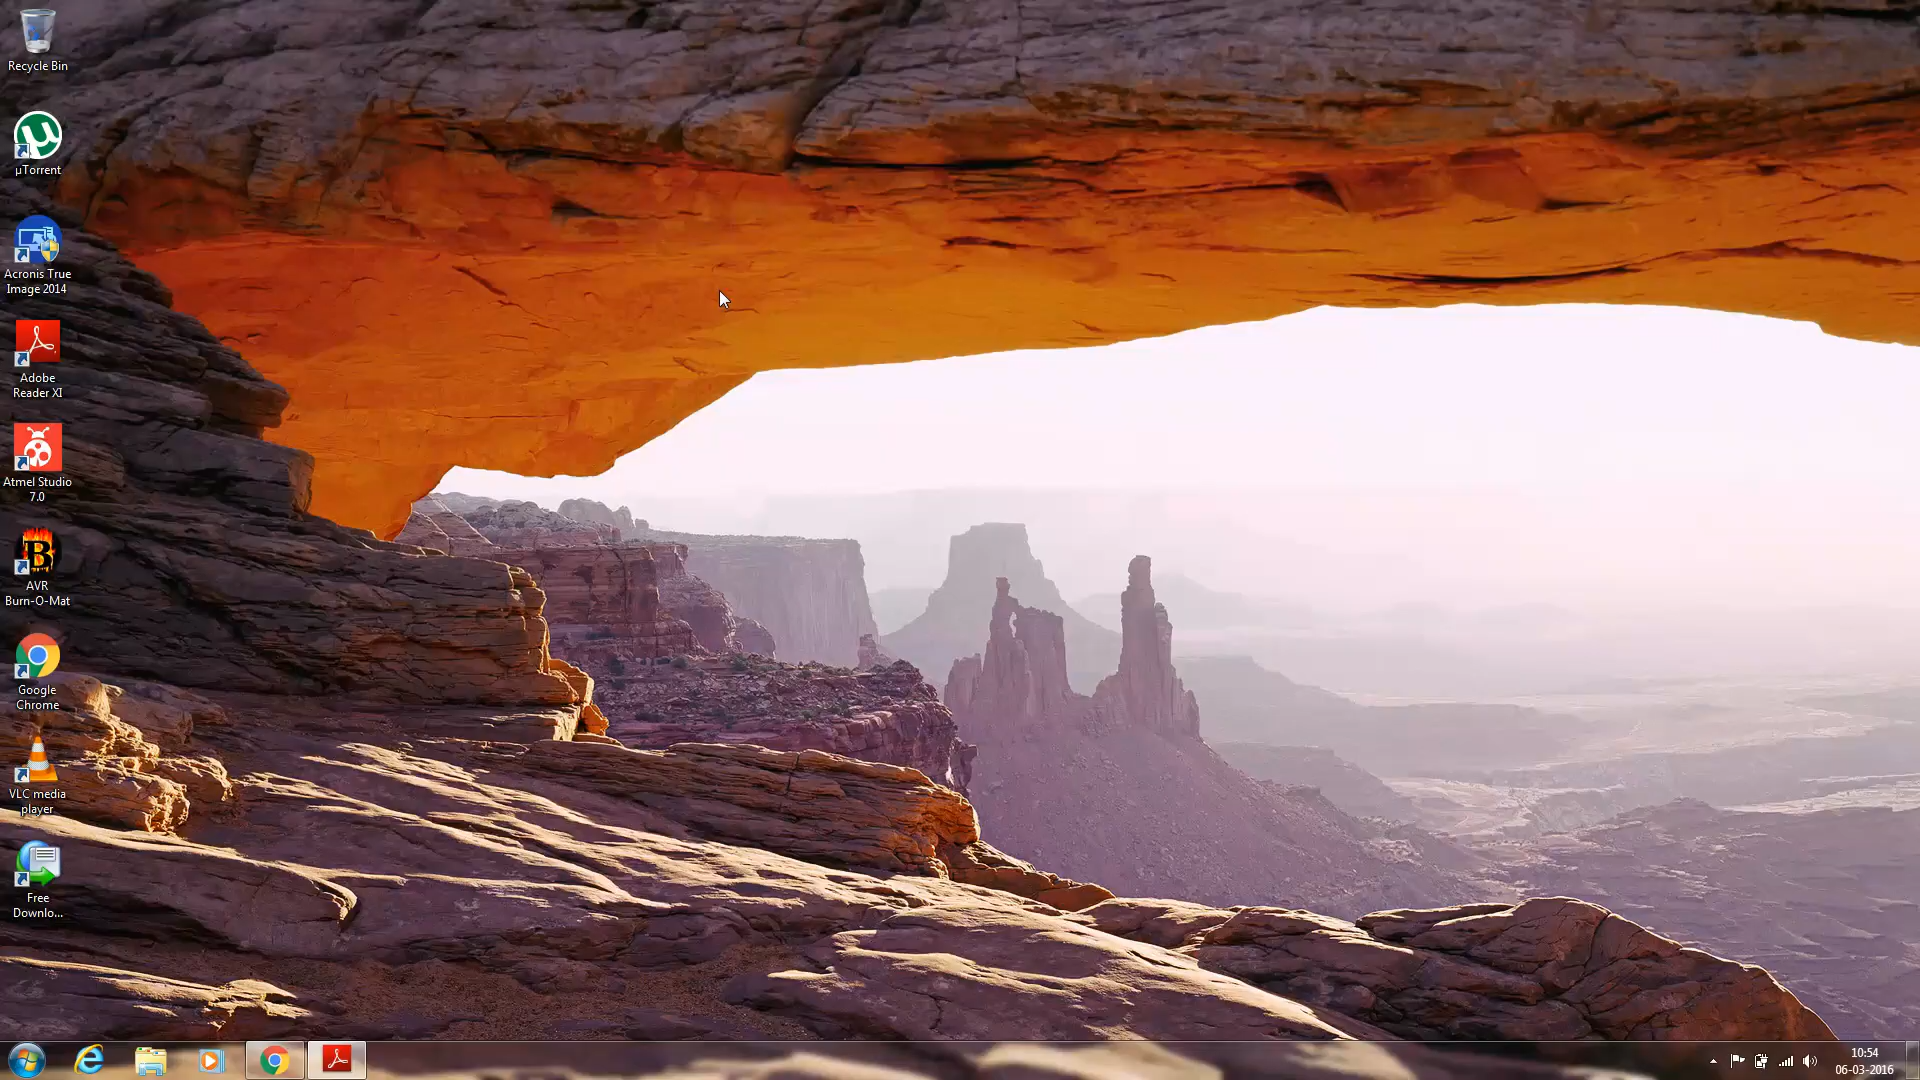 Recycle Bin
µTorrent
Acronis True
Image 2014
Adobe
Reader XI
Atmel Studio
7.0
B
AVR
Burn-O-Mat
Google
Chrome
VLC media
player
Free
Downlo...
10:54
06-03-2016